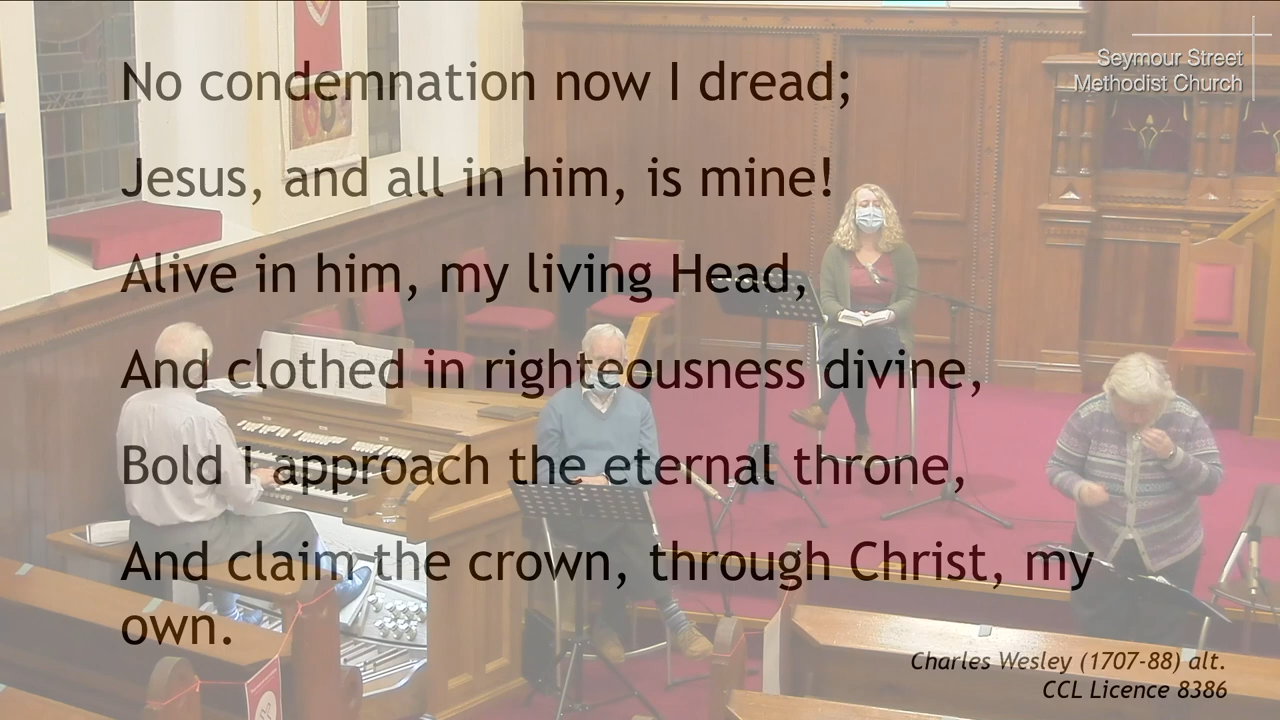 Seymour Street
Methodist Church
No condemnation now I dread;
Jesus, and all in him, is mine!
Alive in him, my living Head,
And clothed in righteousness divine,
Bold I approach the eternal throne,
And claim the crown, through Christ, my
own.
Charles Wesley (1707-88) alt.
CCL Licence 8386